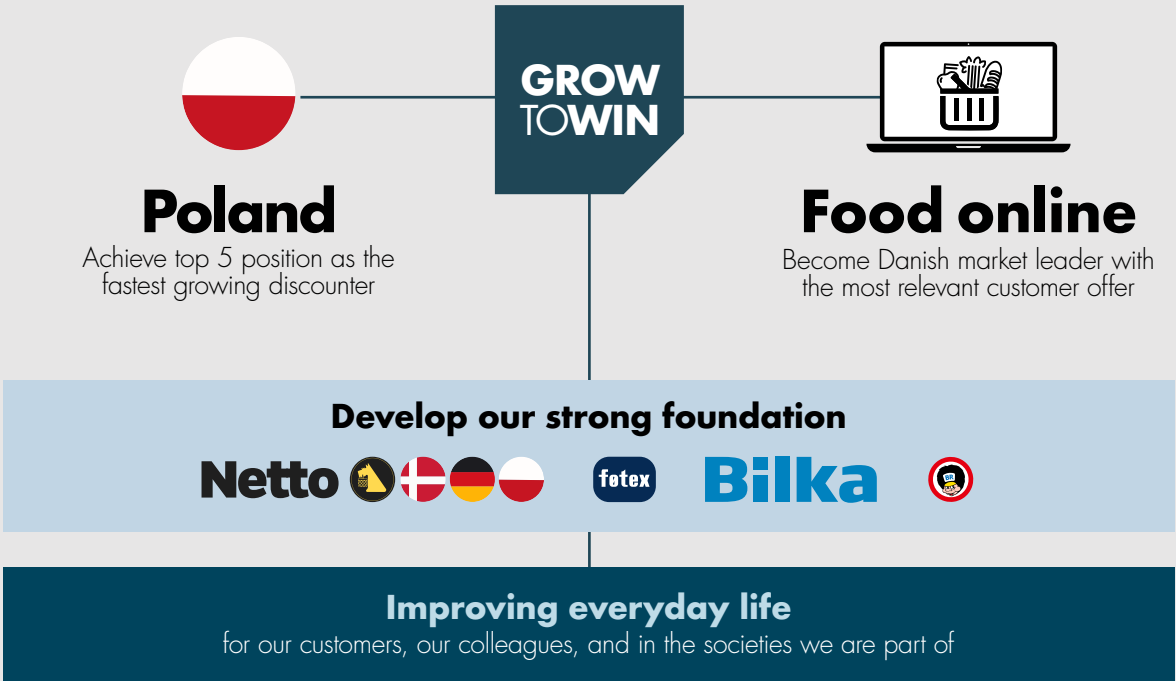 GROW
TOWIN
Poland
Achieve top 5 position as the
fastest growing discounter
Food online
Become Danish market leader with
the most relevant customer offer
Develop our strong foundation
Netto
føtex
Bilka
BR
Improving everyday life
for our customers, our colleagues, and in the societies we are part of